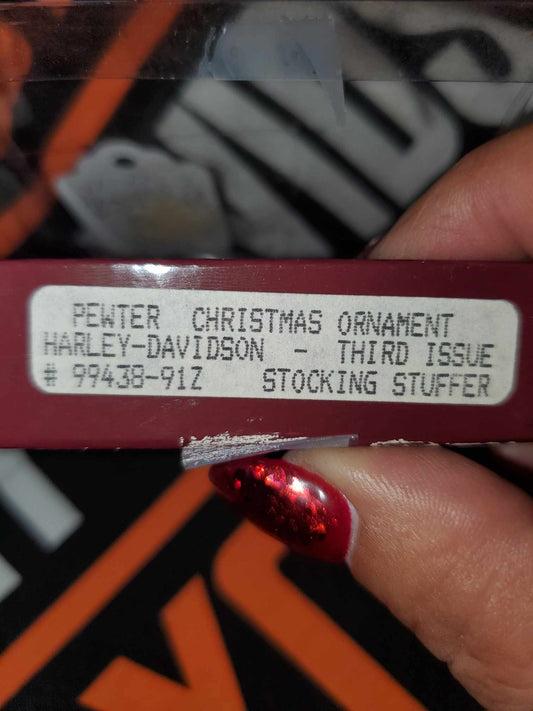 PEWTER CHRISTMAS ORNAMENT
HARLEY-DAVIDSON - THIRD ISSUE
# 99438-91Z STOCKING STUFFER